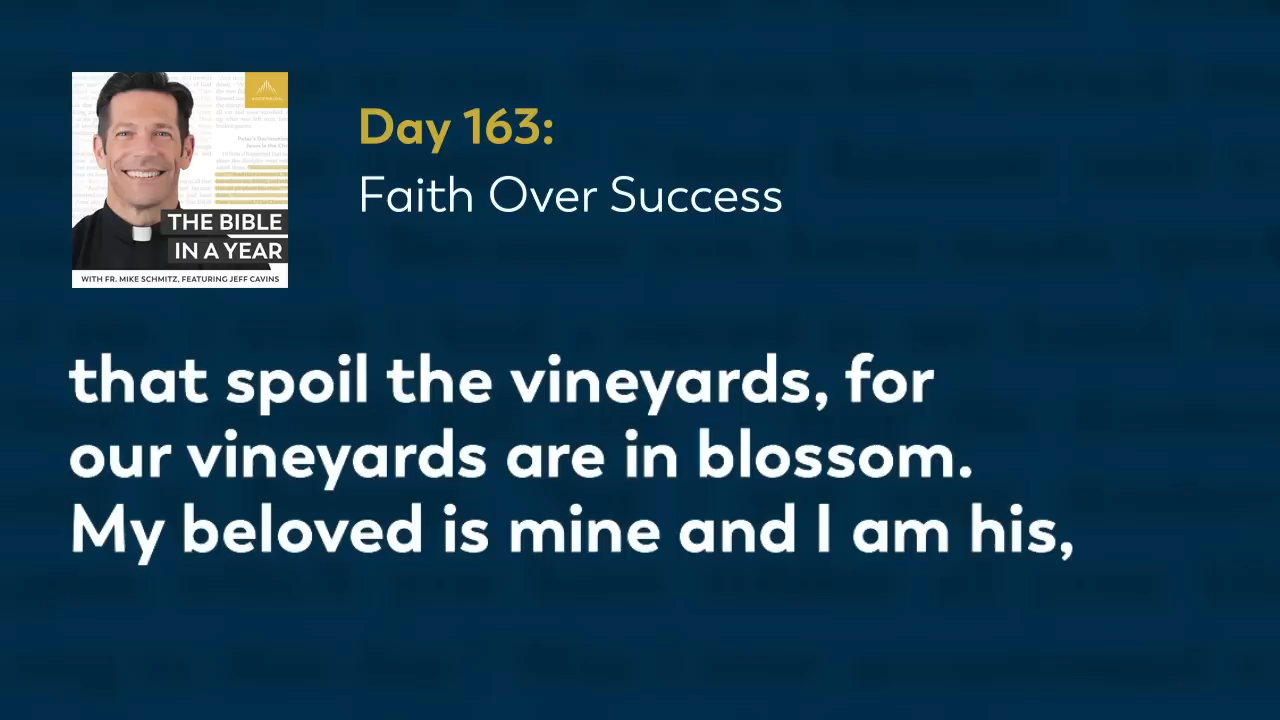 Day 163:
Faith Over Success
THE BIBLE
IN A YEAR
WITH FR. MIKE SCHMITZ, FEATURING JEFF CAVINS
that spoil the vineyards, for
our vineyards are in blossom.
My beloved is mine and I am his,